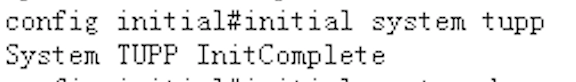 config initial#initial system tupp
System TUPP InitComplete